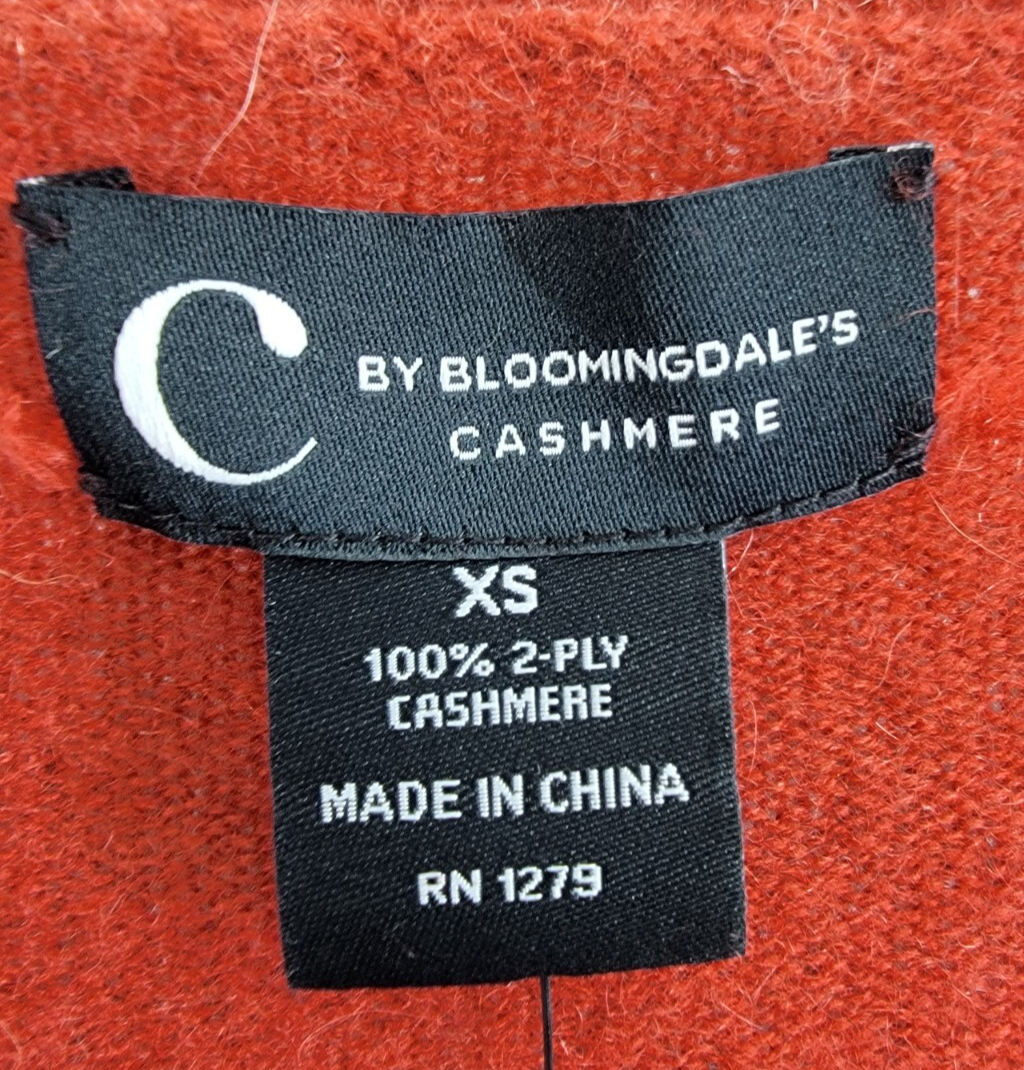 C
BY BLOOMINGDALE'S
CASHMERE
XS
100% 2-PLY
CASHMERE
MADE IN CHINA
RN 1279